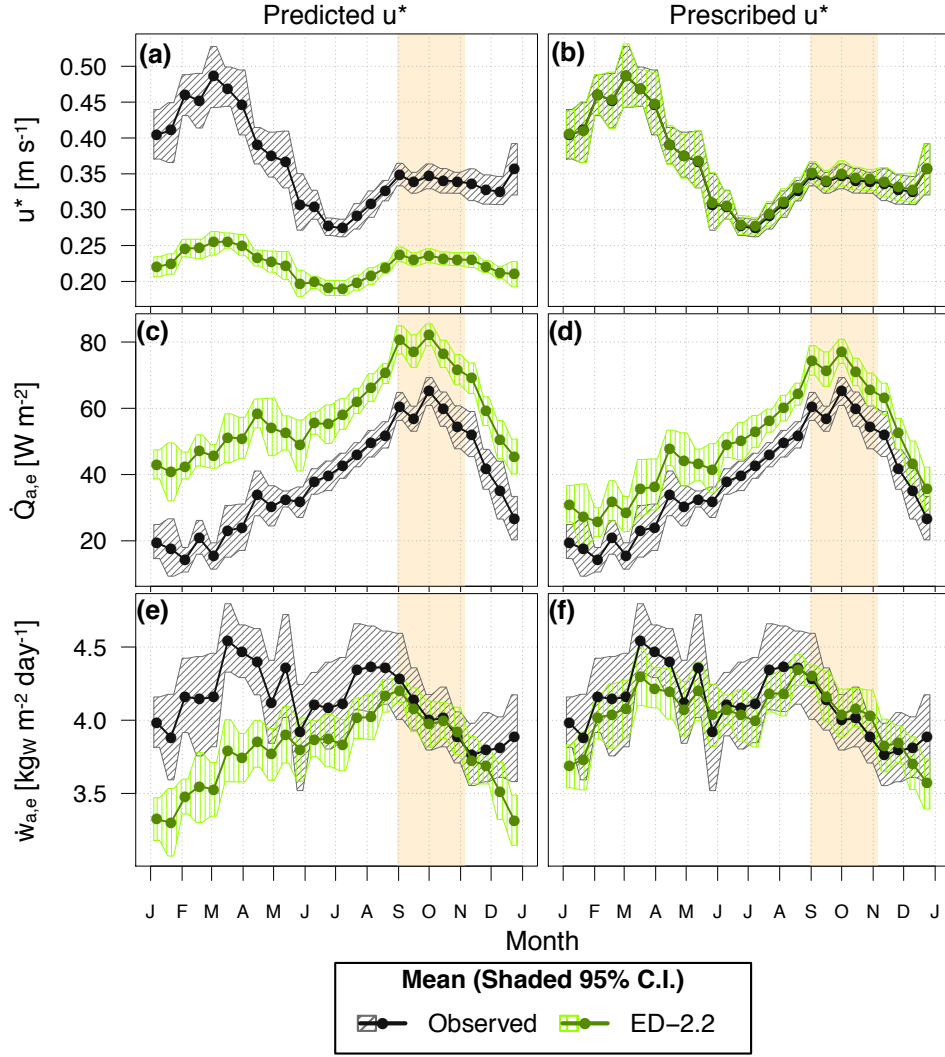 Predicted u*
Prescribed u*
(a)
(b)
0.50
0.45
0.40
0.35
0.30
0.25
0.20
u* [m s⁻¹]
(c)
(d)
80
60
40
20
Q̇a,e [W m⁻²]
(e)
(f)
4.5
4.0
3.5
ẇa,e [kgw m⁻² day⁻¹]
J F M A M J J A S O N D J
J F M A M J J A S O N D J
Month
Mean (Shaded 95% C.I.)
Observed ED−2.2